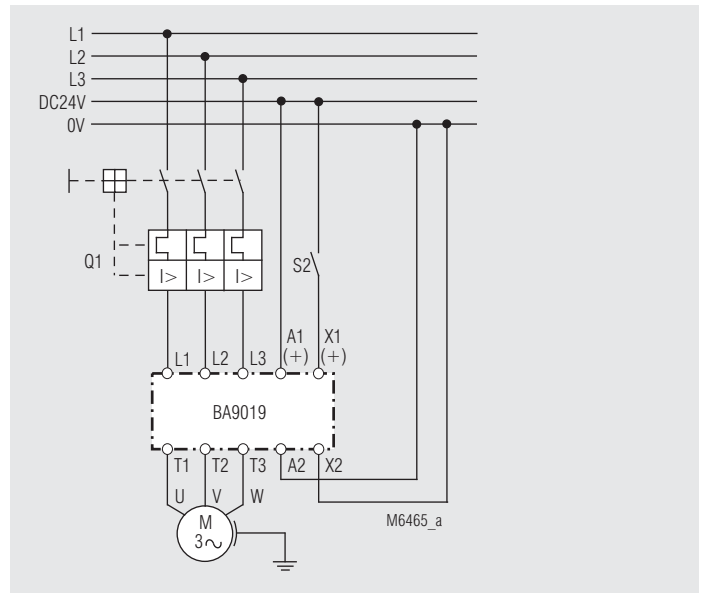 L1
L2
L3
DC24V
0V
Q1
I> I> I>
S2
A1 X1
L1 L2 L3 (+) (+)
BA9019
T1 T2 T3 A2 X2
U V W
M
3∼
M6465_a